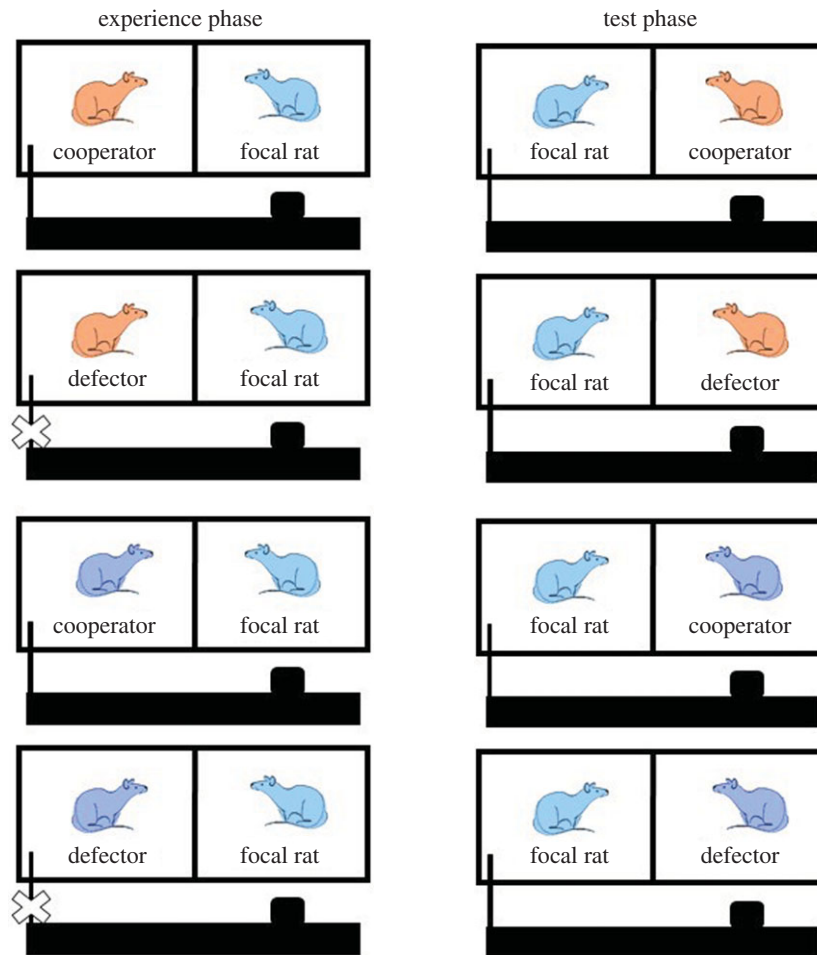 experience phase
test phase
cooperator
focal rat
focal rat
cooperator
defector
focal rat
focal rat
defector
cooperator
focal rat
focal rat
cooperator
defector
focal rat
focal rat
defector